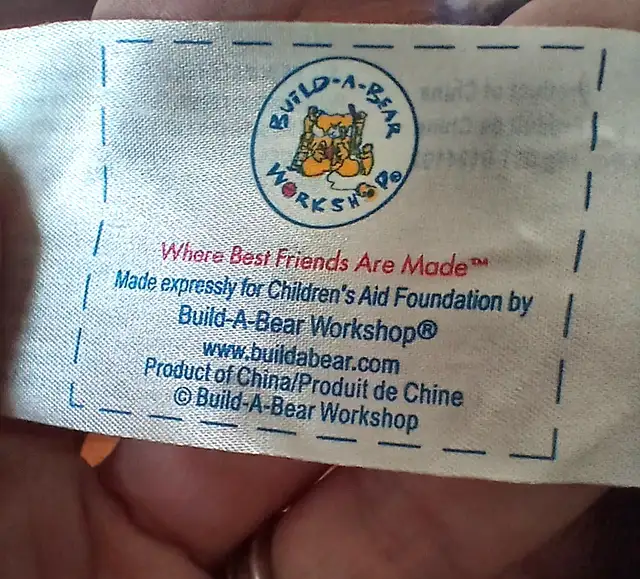 BUILD-A-BEAR
WORKSHOP®
Where Best Friends Are Made™
Made expressly for Children's Aid Foundation by
Build-A-Bear Workshop®
www.buildabear.com
Product of China/Produit de Chine
© Build-A-Bear Workshop